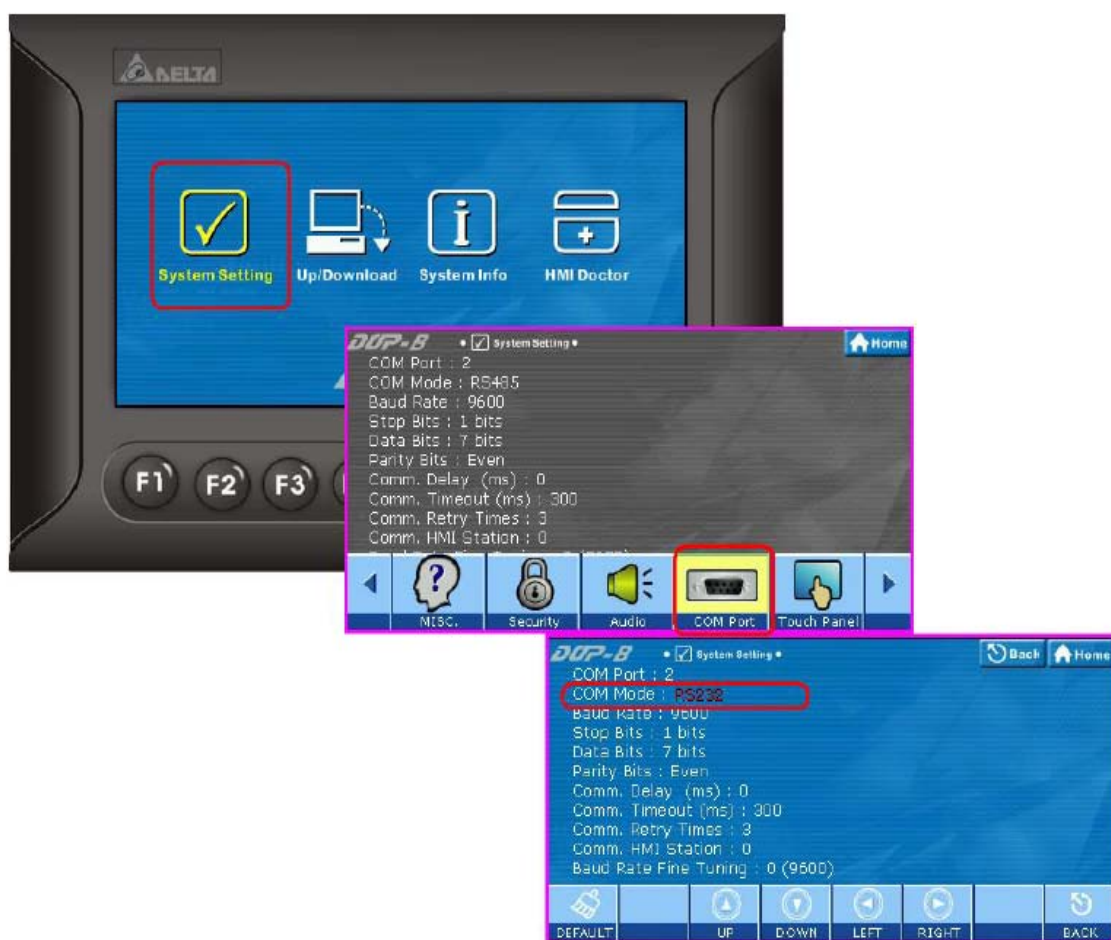 DELTA
System Setting Up/Download System Info HMI Doctor
F1 F2 F3
DOP-B • System Setting • Home
COM Port : 2
COM Mode : RS485
Baud Rate : 9600
Stop Bits : 1 bits
Data Bits : 7 bits
Parity Bits : Even
Comm. Delay (ms) : 0
Comm. Timeout (ms) : 300
Comm. Retry Times : 3
Comm. HMI Station : 0
MISC. Security Audio COM Port Touch Panel
DOP-B • System Setting • Back Home
COM Port : 2
COM Mode : RS232
Baud Rate : 9600
Stop Bits : 1 bits
Data Bits : 7 bits
Parity Bits : Even
Comm. Delay (ms) : 0
Comm. Timeout (ms) : 300
Comm. Retry Times : 3
Comm. HMI Station : 0
Baud Rate Fine Tuning : 0 (9600)
DEFAULT UP DOWN LEFT RIGHT BACK